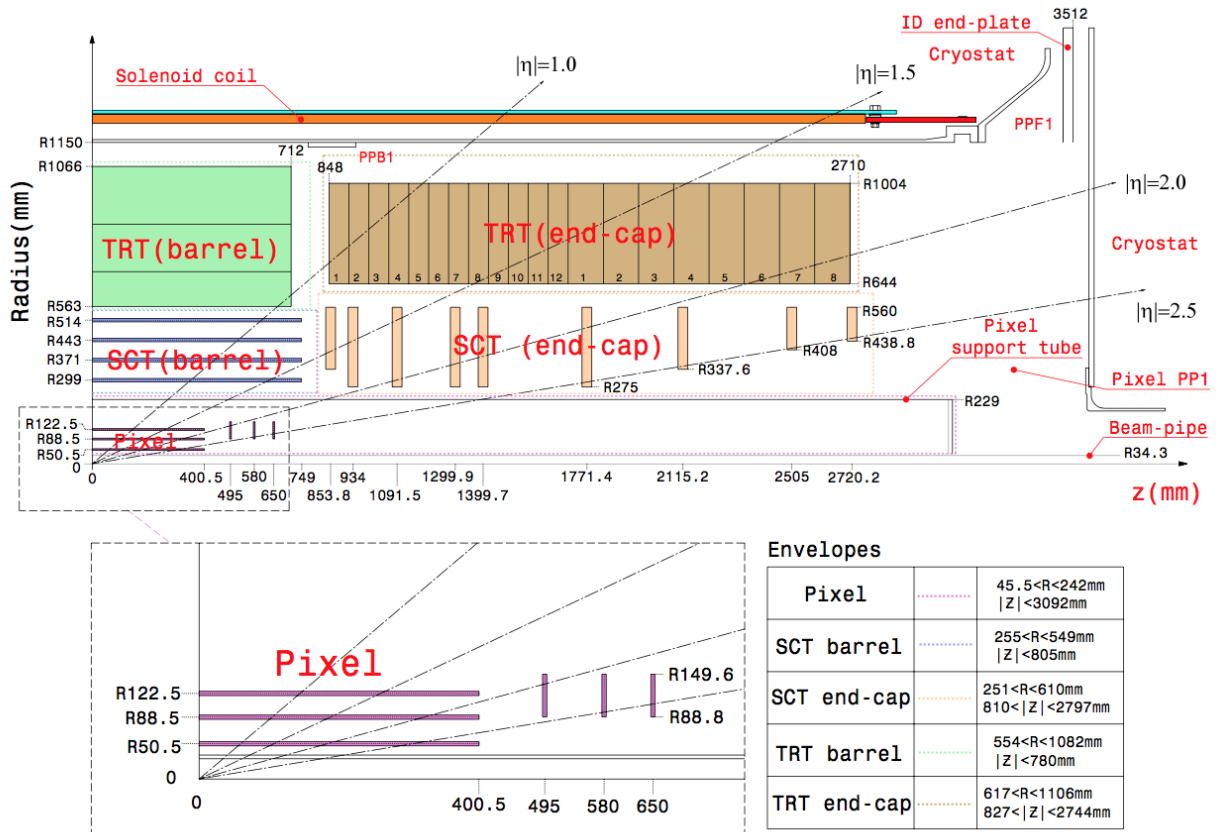 ID end-plate
3512
Cryostat
|η|=1.0
|η|=1.5
Solenoid coil
PPF1
R1150
712
PPB1
R1066
848
2710
R1004
|η|=2.0
TRT(barrel)
TRT(end-cap)
Cryostat
Radius(mm)
1 2 3 4 5 6 7 8 9 10 11 12 1 2 3 4 5 6 7 8
R644
|η|=2.5
R563
R514
R560
R443
SCT(barrel)
SCT (end-cap)
R438.8
R408
Pixel
support tube
R371
R337.6
R299
R275
Pixel PP1
R229
R122.5
R88.5
Pixel
Beam-pipe
R50.5
R34.3
0
0
400.5
749
934
1299.9
1771.4
2115.2
2505
2720.2
495
580
650
853.8
1091.5
1399.7
z(mm)
Pixel
R149.6
R122.5
R88.5
R88.8
R50.5
0
0
400.5
495
580
650
Envelopes
Pixel
45.5<R<242mm
|Z|<3092mm
SCT barrel
255<R<549mm
|Z|<805mm
SCT end-cap
251<R<610mm
810<|Z|<2797mm
TRT barrel
554<R<1082mm
|Z|<780mm
TRT end-cap
617<R<1106mm
827<|Z|<2744mm